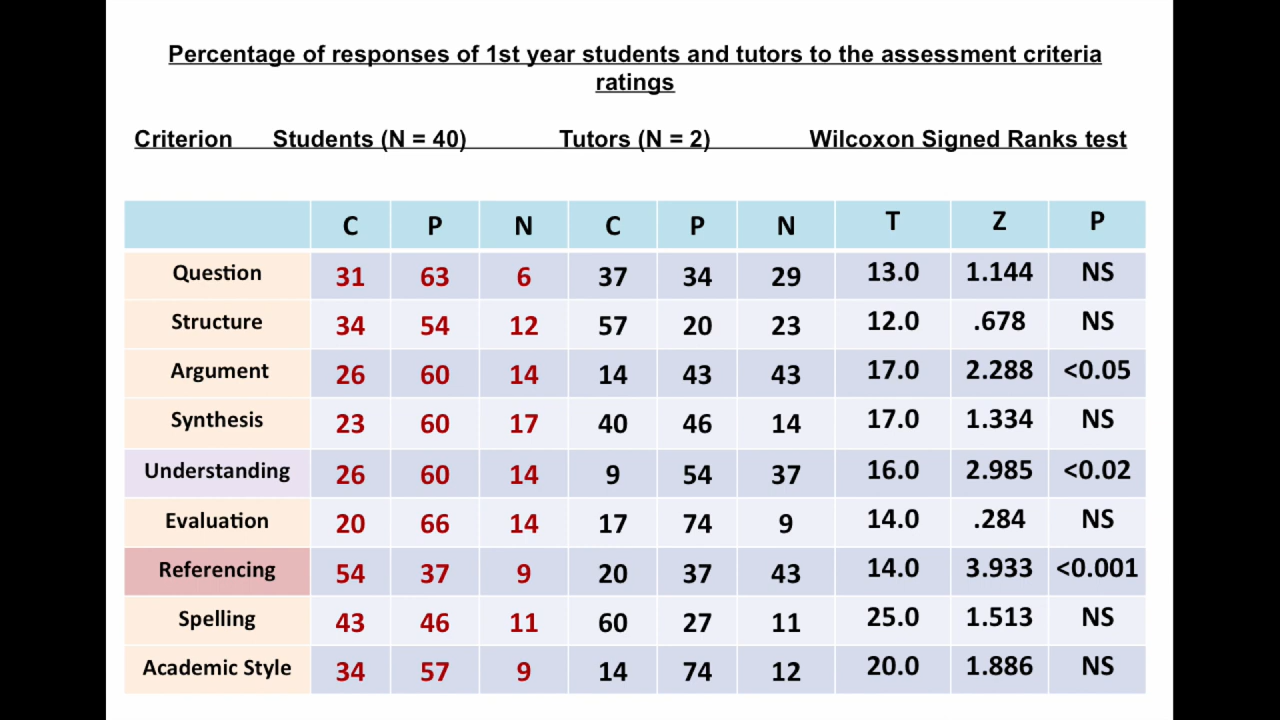 Percentage of responses of 1st year students and tutors to the assessment criteria
ratings
Criterion Students (N = 40) Tutors (N = 2) Wilcoxon Signed Ranks test
C P N C P N T Z P
Question 31 63 6 37 34 29 13.0 1.144 NS
Structure 34 54 12 57 20 23 12.0 .678 NS
Argument 26 60 14 14 43 43 17.0 2.288 <0.05
Synthesis 23 60 17 40 46 14 17.0 1.334 NS
Understanding 26 60 14 9 54 37 16.0 2.985 <0.02
Evaluation 20 66 14 17 74 9 14.0 .284 NS
Referencing 54 37 9 20 37 43 14.0 3.933 <0.001
Spelling 43 46 11 60 27 11 25.0 1.513 NS
Academic Style 34 57 9 14 74 12 20.0 1.886 NS